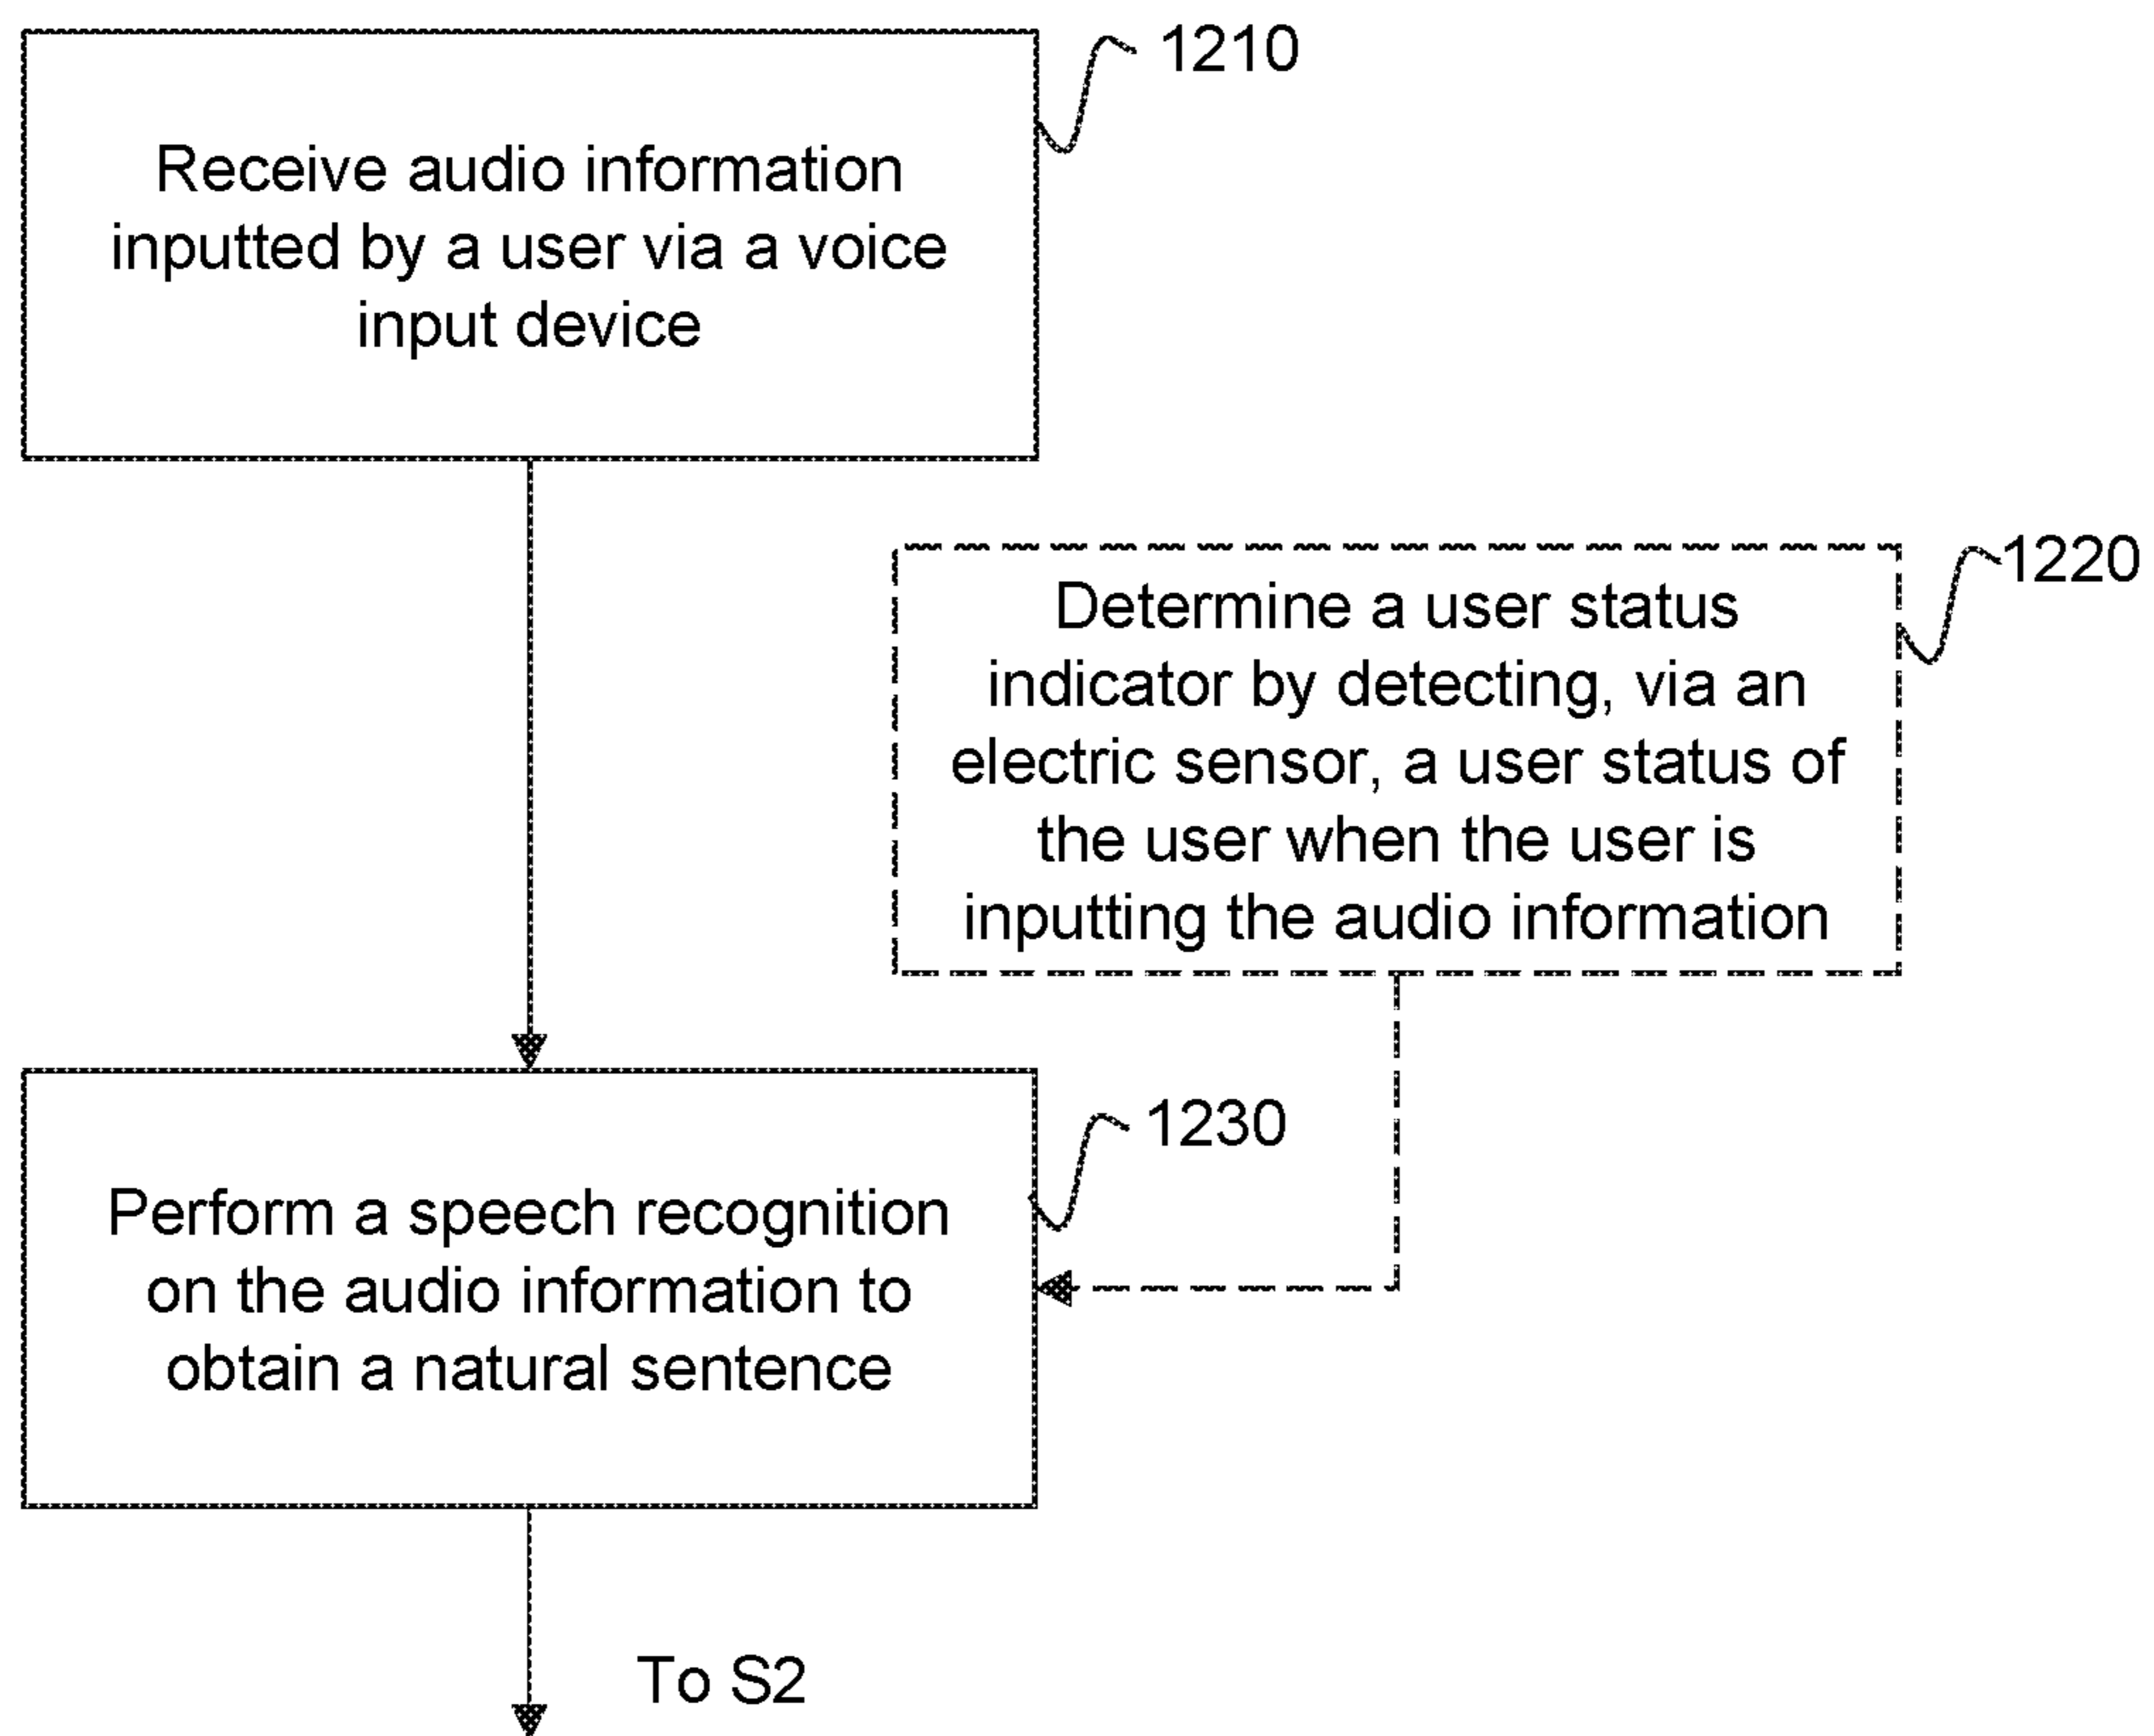 1210
Receive audio information
inputted by a user via a voice
input device
1220
Determine a user status
indicator by detecting, via an
electric sensor, a user status of
the user when the user is
inputting the audio information
1230
Perform a speech recognition
on the audio information to
obtain a natural sentence
To S2